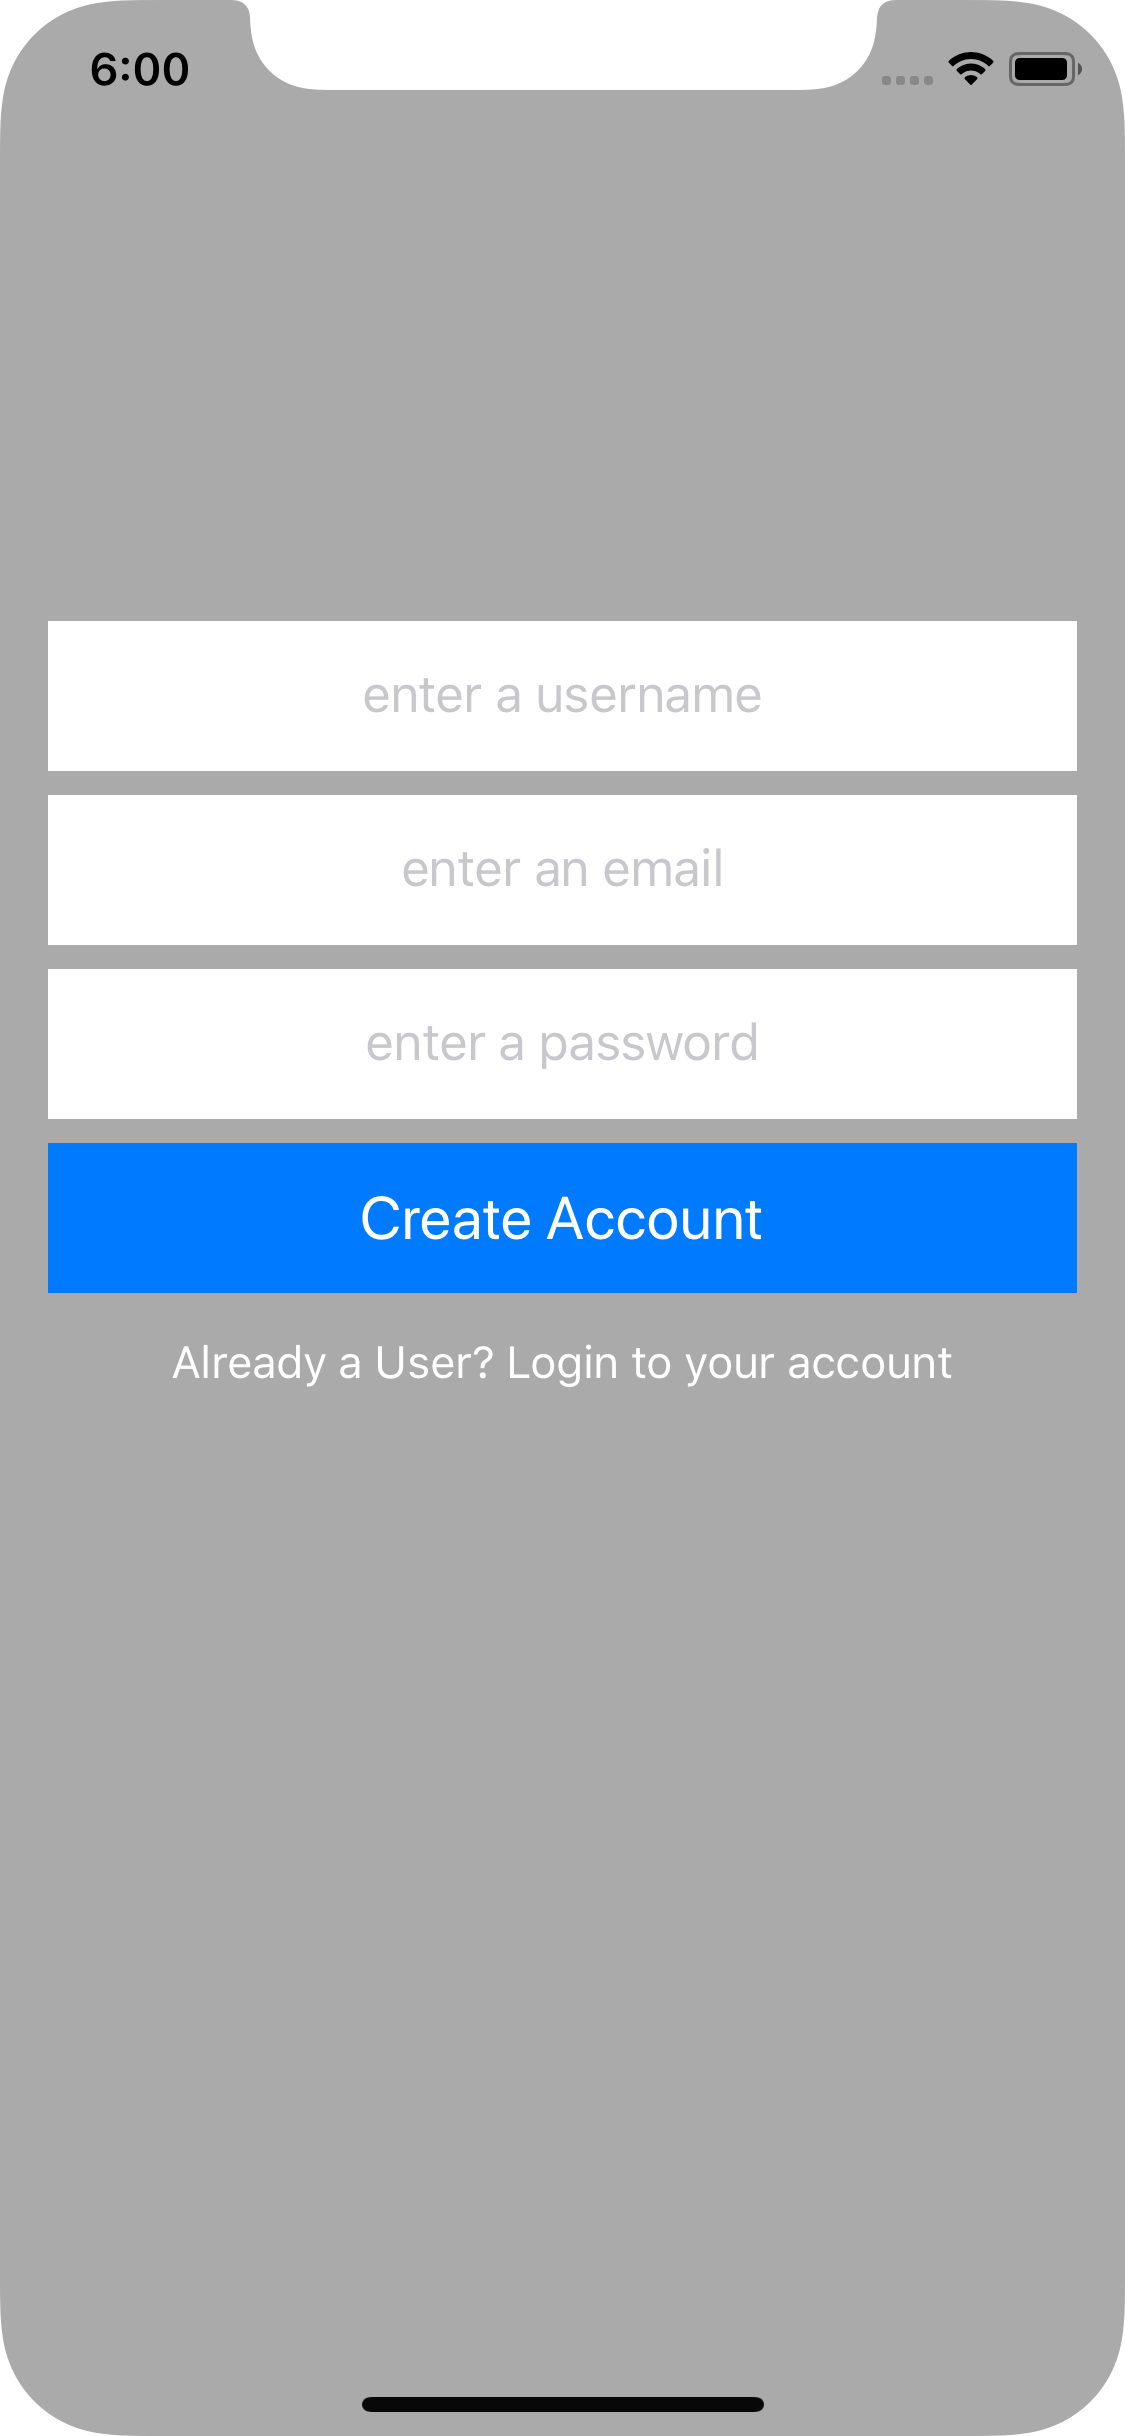 6:00
enter a username
enter an email
enter a password
Create Account
Already a User? Login to your account